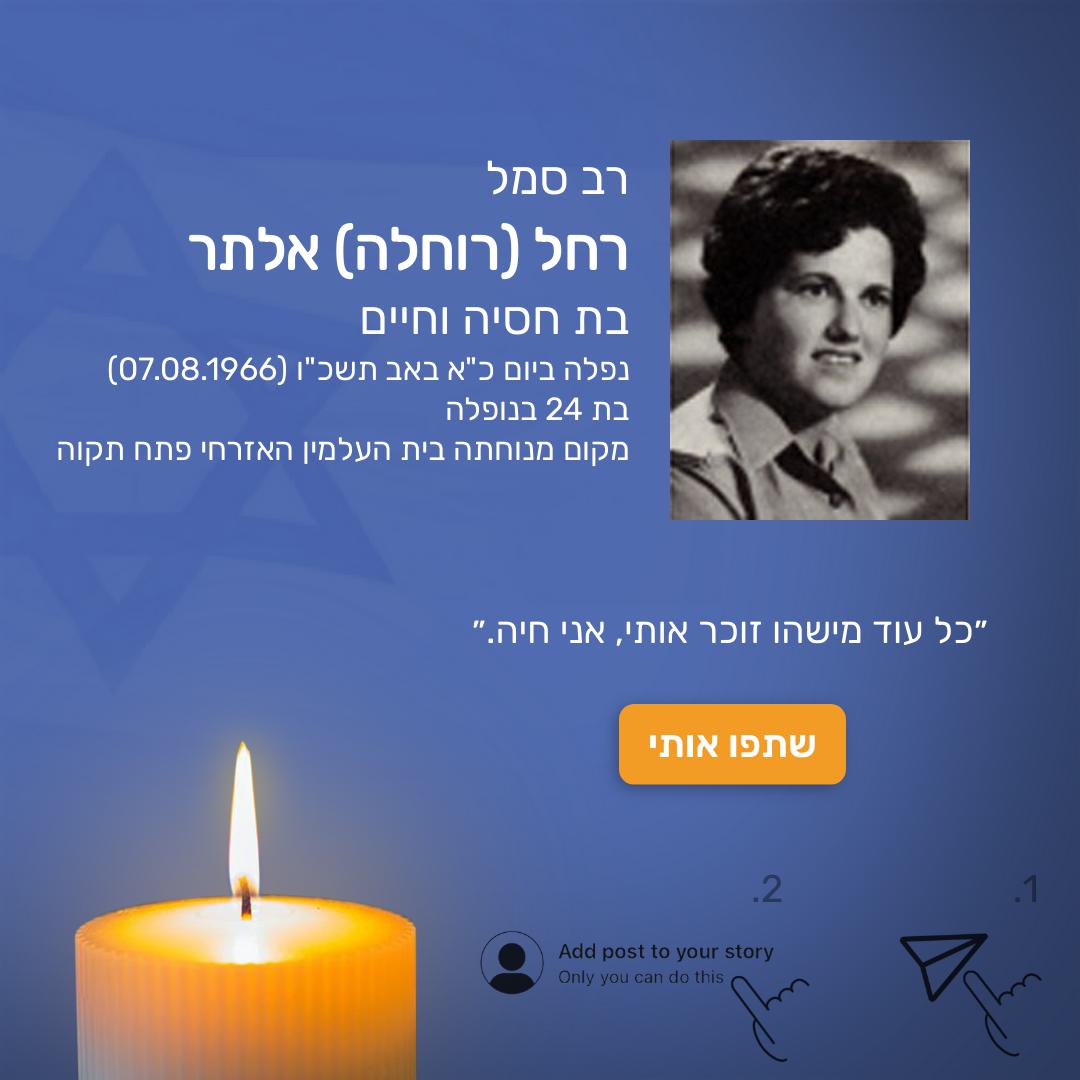 רב סמל
רחל (רוחלה) אלתר
בת חסיה וחיים
נפלה ביום כ"א באב תשכ"ו (07.08.1966)
בת 24 בנופלה
מקום מנוחתה בית העלמין האזרחי פתח תקוה
״כל עוד מישהו זוכר אותי, אני חיה.״
שתפו אותי
.1
.2
Add post to your story
Only you can do this